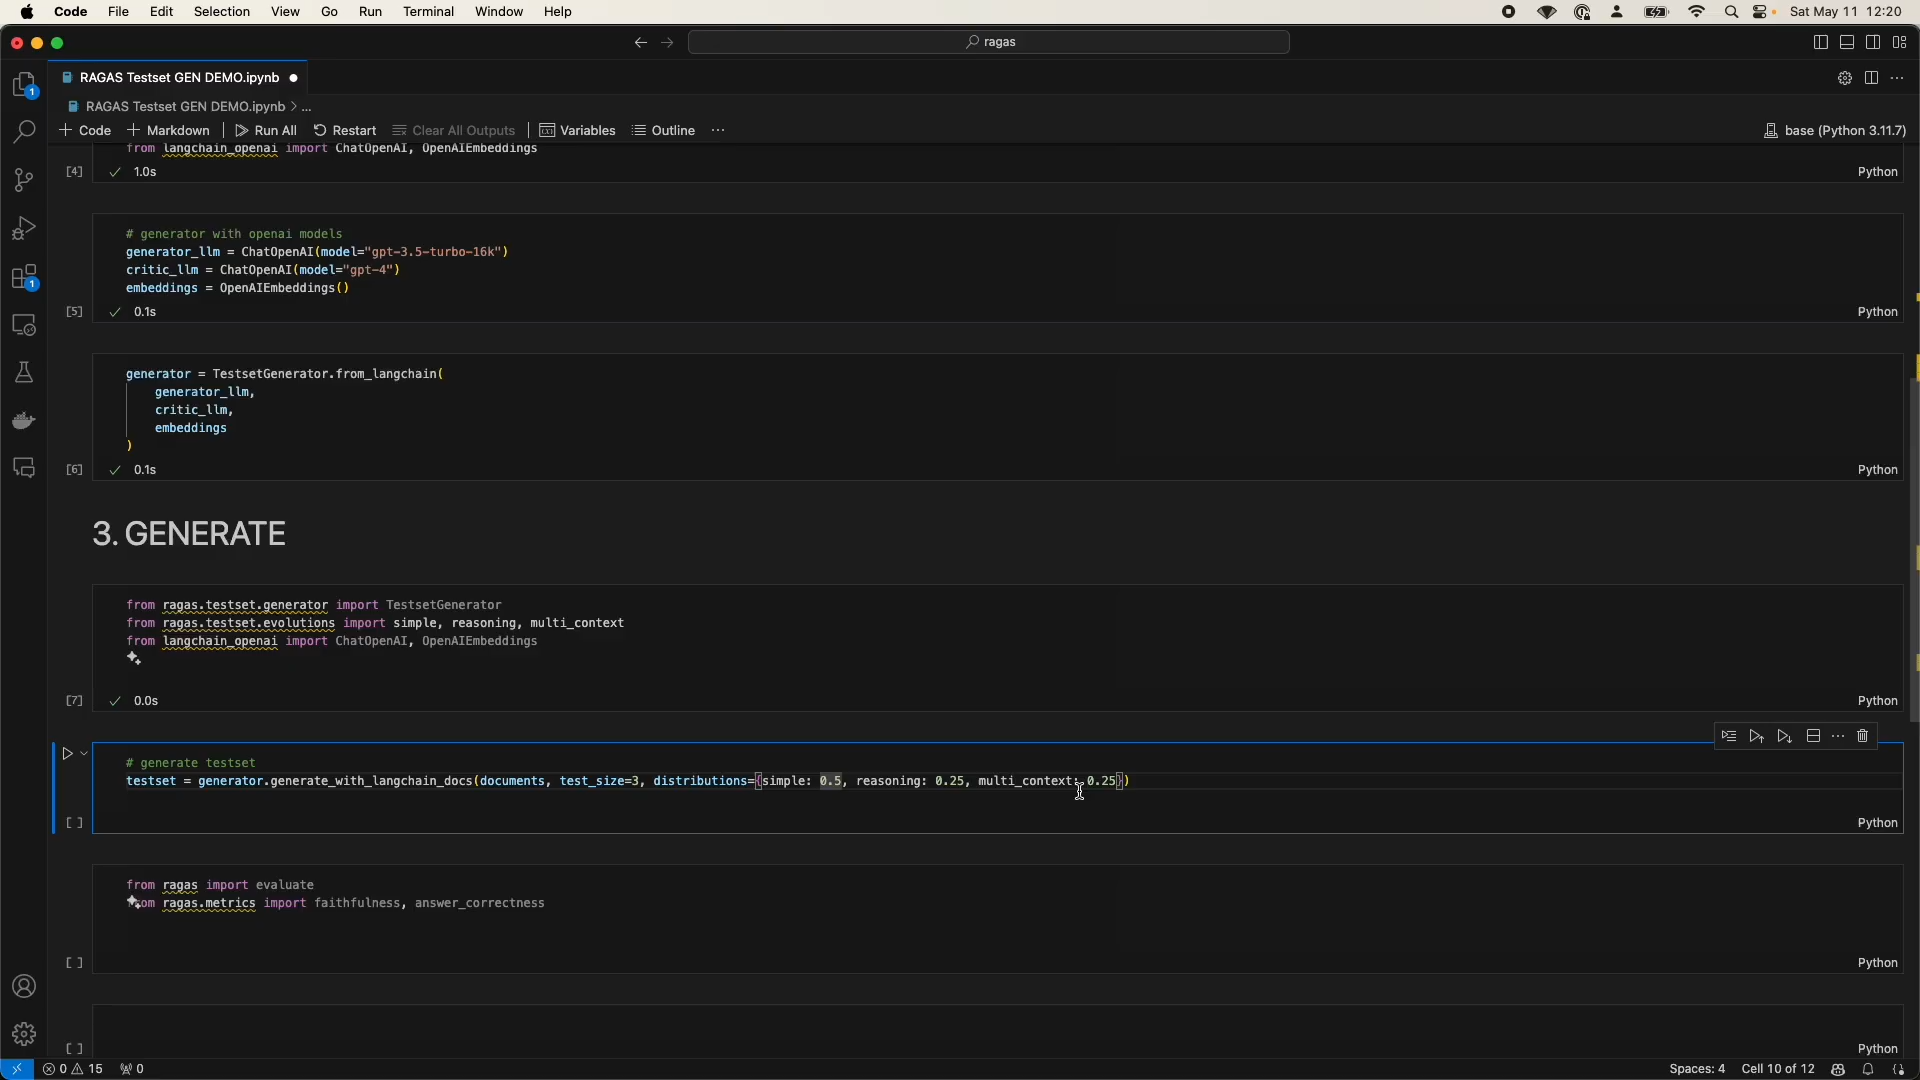 Code File Edit Selection View Go Run Terminal Window Help
Sat May 11 12:20
ragas
RAGAS Testset GEN DEMO.ipynb
RAGAS Testset GEN DEMO.ipynb > ...
+ Code + Markdown Run All Restart Clear All Outputs Variables Outline ...
base (Python 3.11.7)
from langchain_openai import ChatOpenAI, OpenAIEmbeddings
[4] 1.0s Python
# generator with openai models
generator_llm = ChatOpenAI(model="gpt-3.5-turbo-16k")
critic_llm = ChatOpenAI(model="gpt-4")
embeddings = OpenAIEmbeddings()
[5] 0.1s Python
generator = TestsetGenerator.from_langchain(
generator_llm,
critic_llm,
embeddings
)
[6] 0.1s Python
3. GENERATE
from ragas.testset.generator import TestsetGenerator
from ragas.testset.evolutions import simple, reasoning, multi_context
from langchain_openai import ChatOpenAI, OpenAIEmbeddings
[7] 0.0s Python
# generate testset
testset = generator.generate_with_langchain_docs(documents, test_size=3, distributions={simple: 0.5, reasoning: 0.25, multi_context: 0.25})
[ ] Python
from ragas import evaluate
from ragas.metrics import faithfulness, answer_correctness
[ ] Python
[ ] Python
1
1
0 15 0
Spaces: 4 Cell 10 of 12